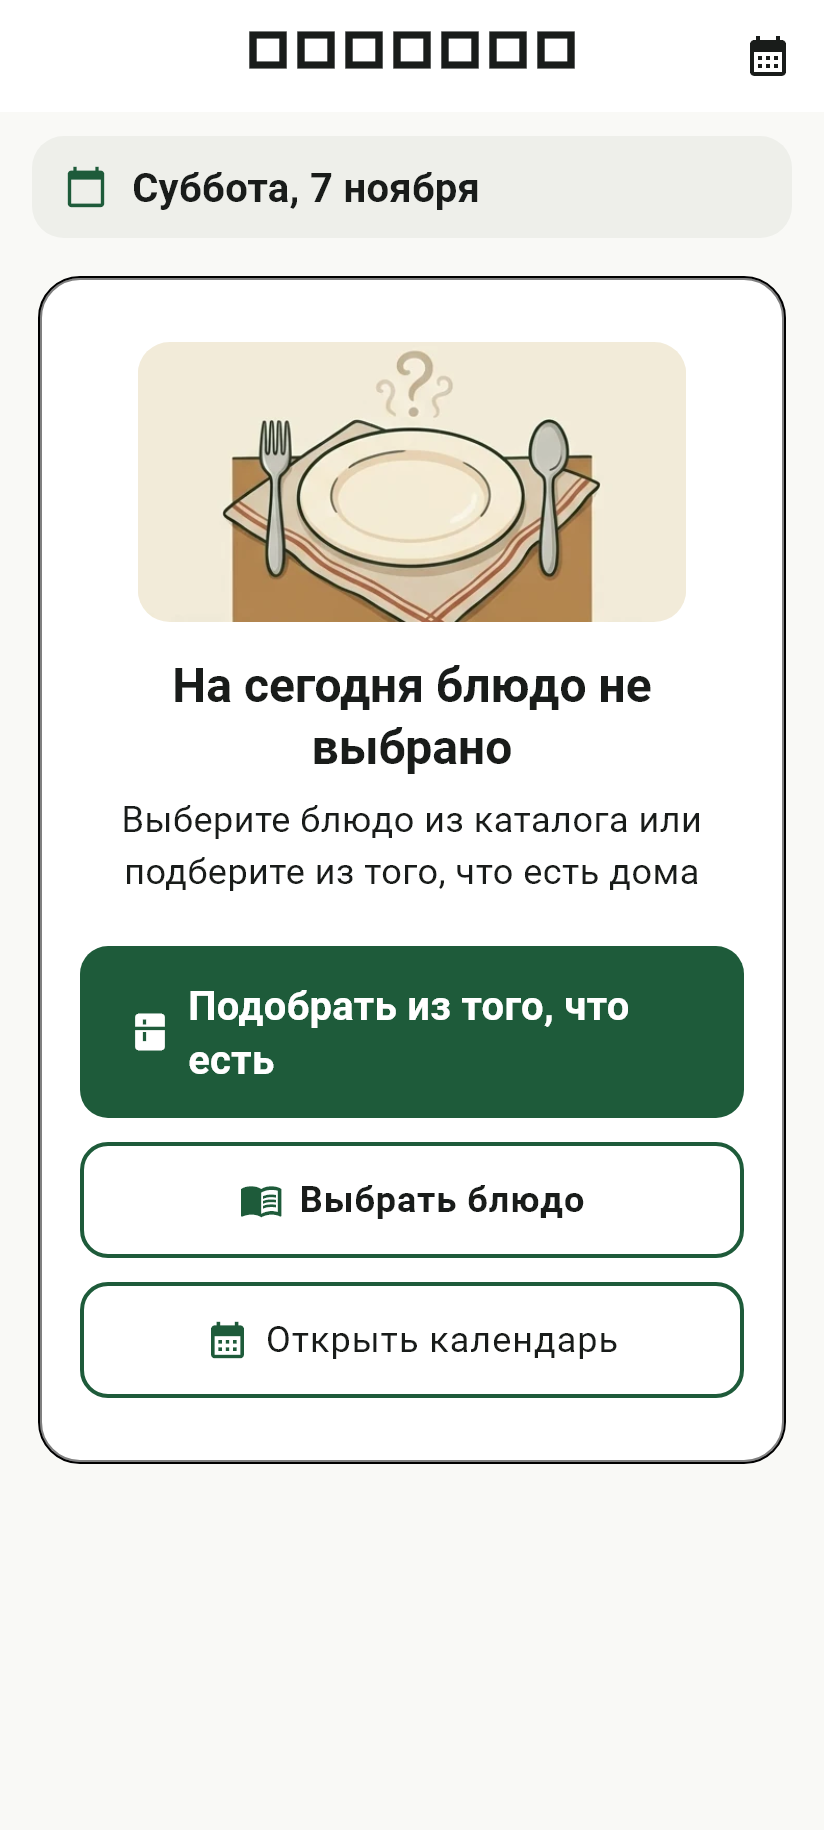 □□□□□□□
Суббота, 7 ноября
На сегодня блюдо не
выбрано
Выберите блюдо из каталога или
подберите из того, что есть дома
Подобрать из того, что
есть
Выбрать блюдо
Открыть календарь